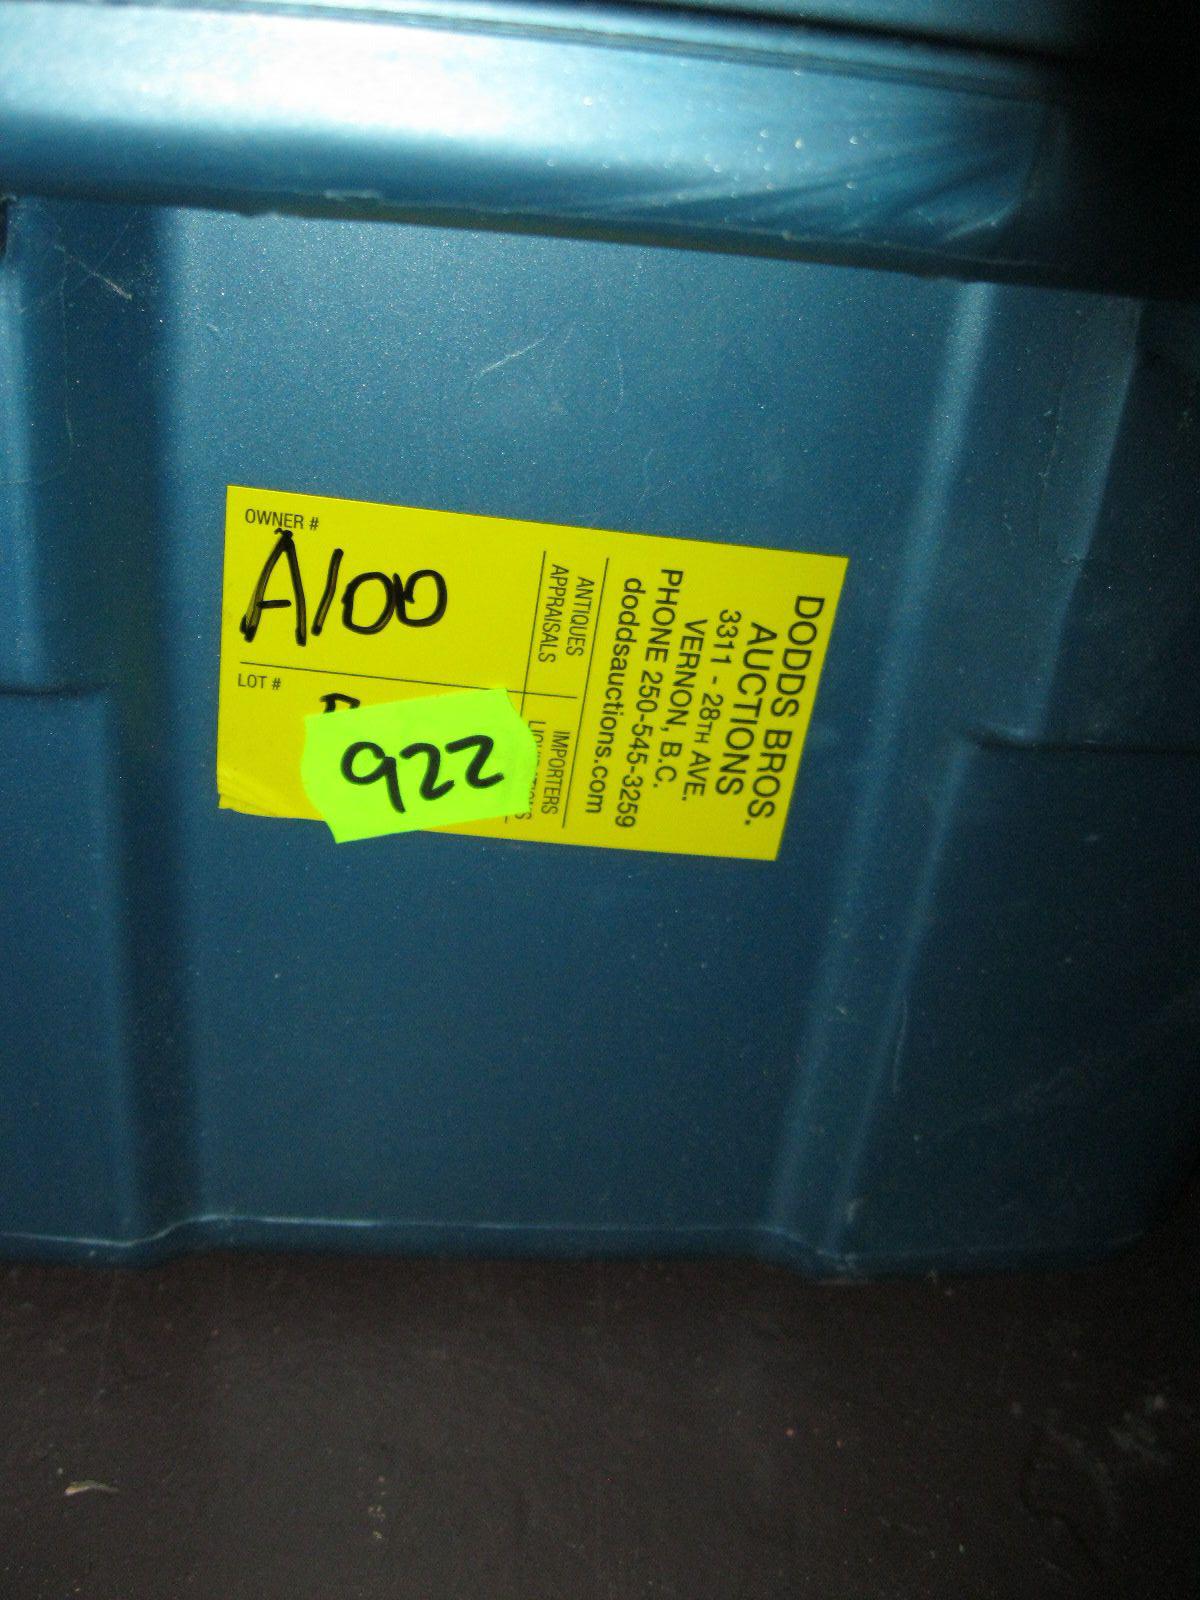 OWNER #
A100
LOT #
922
ANTIQUES
APPRAISALS
IMPORTERS
DODDS BROS.
AUCTIONS
3311 - 28TH AVE.
VERNON, B.C.
PHONE 250-545-3259
doddsauctions.com